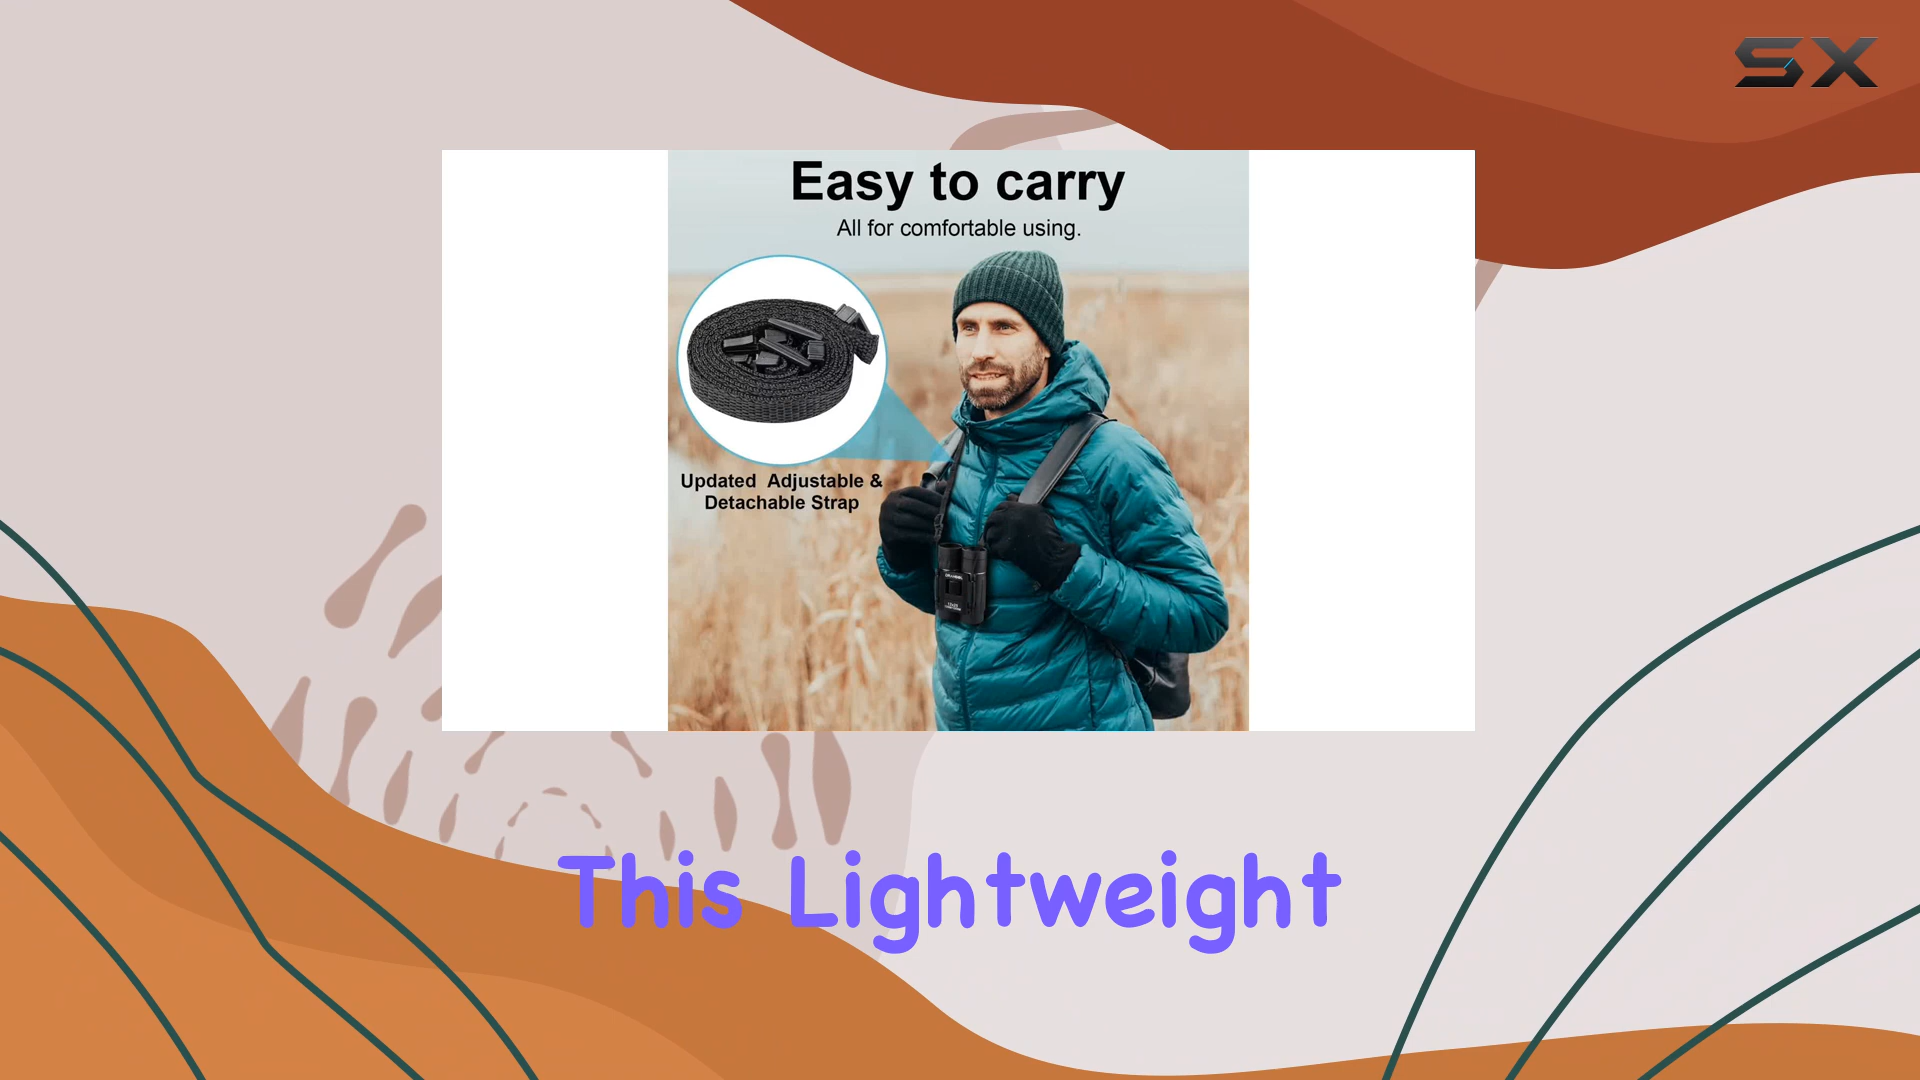 SX
Easy to carry
All for comfortable using.
Updated Adjustable &
Detachable Strap
This Lightweight